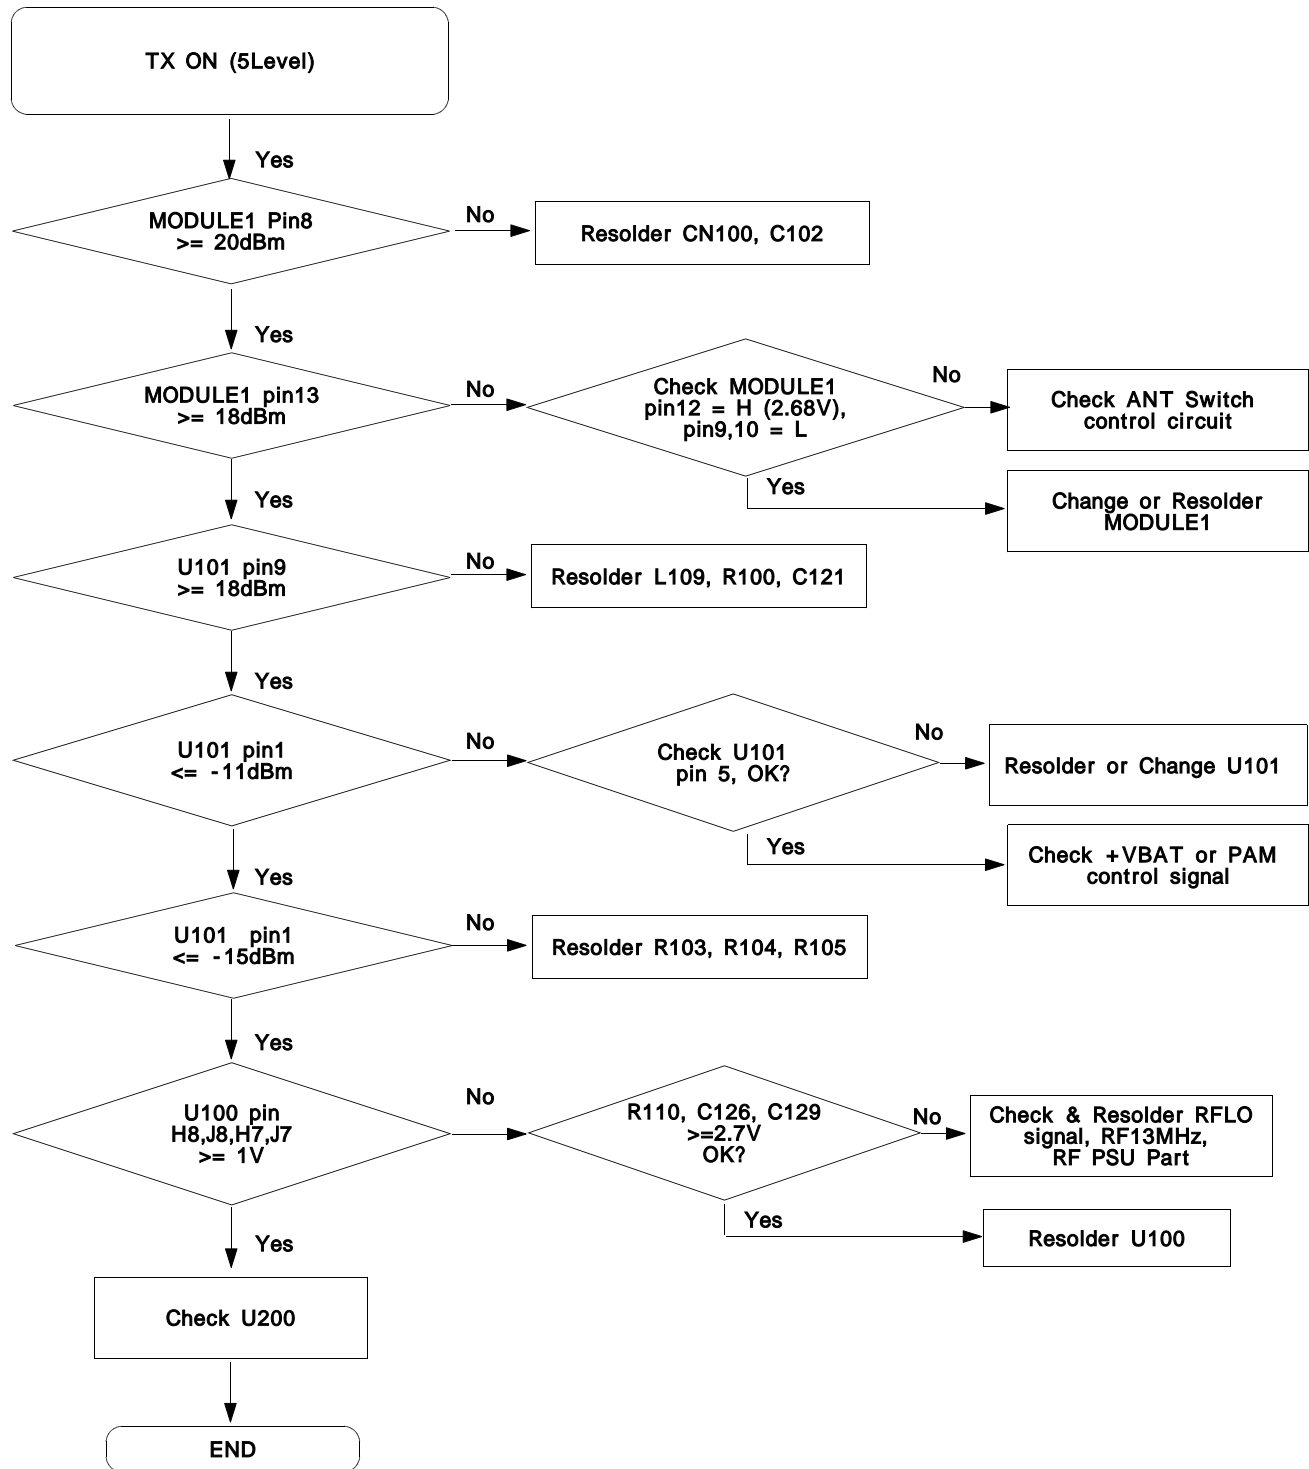 TX ON (5Level)
Yes
MODULE1 Pin8
>= 20dBm
No
Resolder CN100, C102
Yes
MODULE1 pin13
>= 18dBm
No
Check MODULE1
pin12 = H (2.68V),
pin9,10 = L
No
Check ANT Switch
control circuit
Yes
Change or Resolder
MODULE1
Yes
U101 pin9
>= 18dBm
No
Resolder L109, R100, C121
Yes
U101 pin1
<= -11dBm
No
Check U101
pin 5, OK?
No
Resolder or Change U101
Yes
Check +VBAT or PAM
control signal
Yes
U101 pin1
<= -15dBm
No
Resolder R103, R104, R105
Yes
U100 pin
H8,J8,H7,J7
>= 1V
No
R110, C126, C129
>=2.7V
OK?
No
Check & Resolder RFLO
signal, RF13MHz,
RF PSU Part
Yes
Resolder U100
Yes
Check U200
END